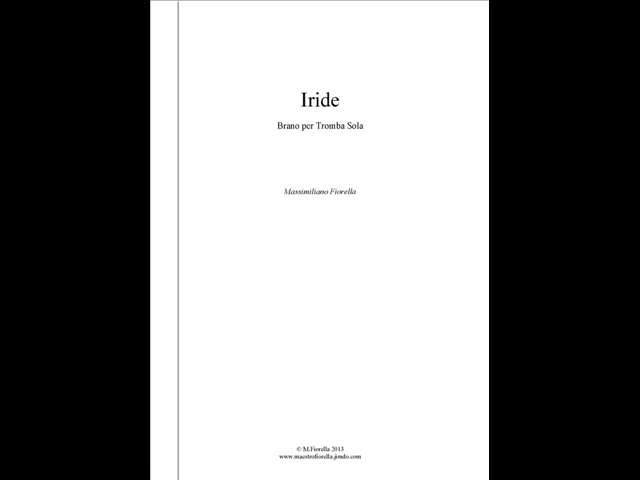 Iride
Brano per Tromba Sola
Massimiliano Fiorella
© M.Fiorella 2013
www.maestrofiorella.jimdo.com